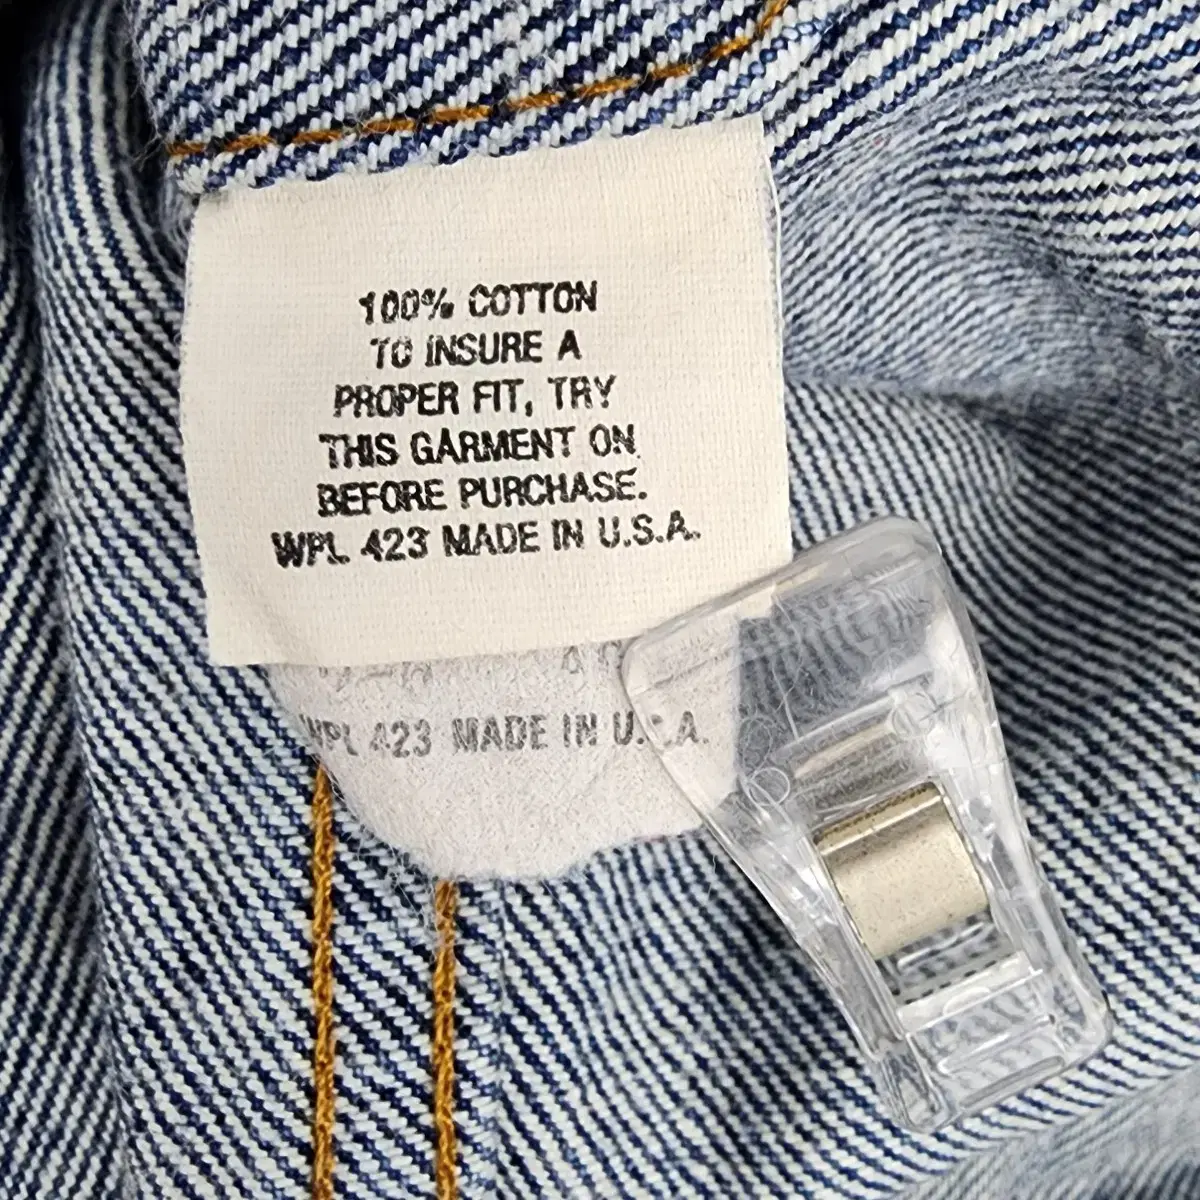 100% COTTON
TO INSURE A
PROPER FIT, TRY
THIS GARMENT ON
BEFORE PURCHASE.
WPL 423 MADE IN U.S.A.
WPL 423 MADE IN U.S.A.